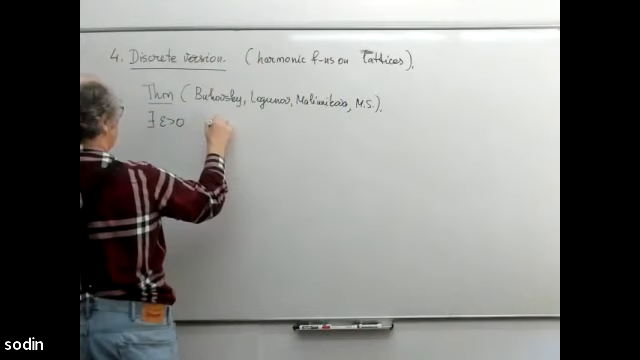 4. Discrete version. (harmonic f-ns on lattices).
Thm (Buhovsky, Logunov, Malinnikova, M.S.).
∃ ε>0
sodin